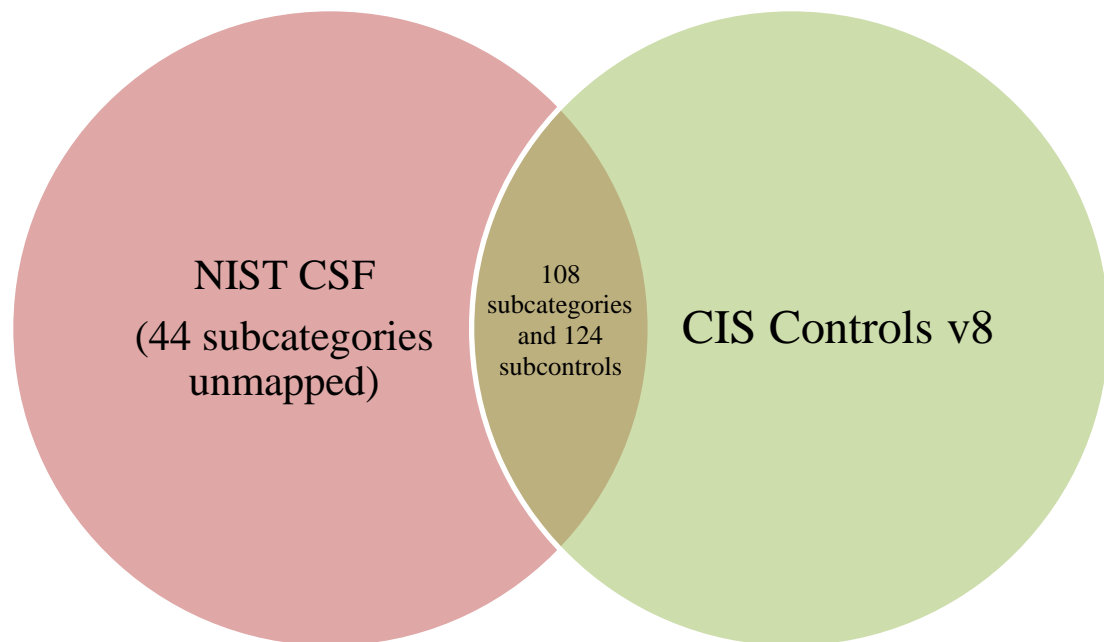 NIST CSF
(44 subcategories
unmapped)
108
subcategories
and 124
subcontrols
CIS Controls v8